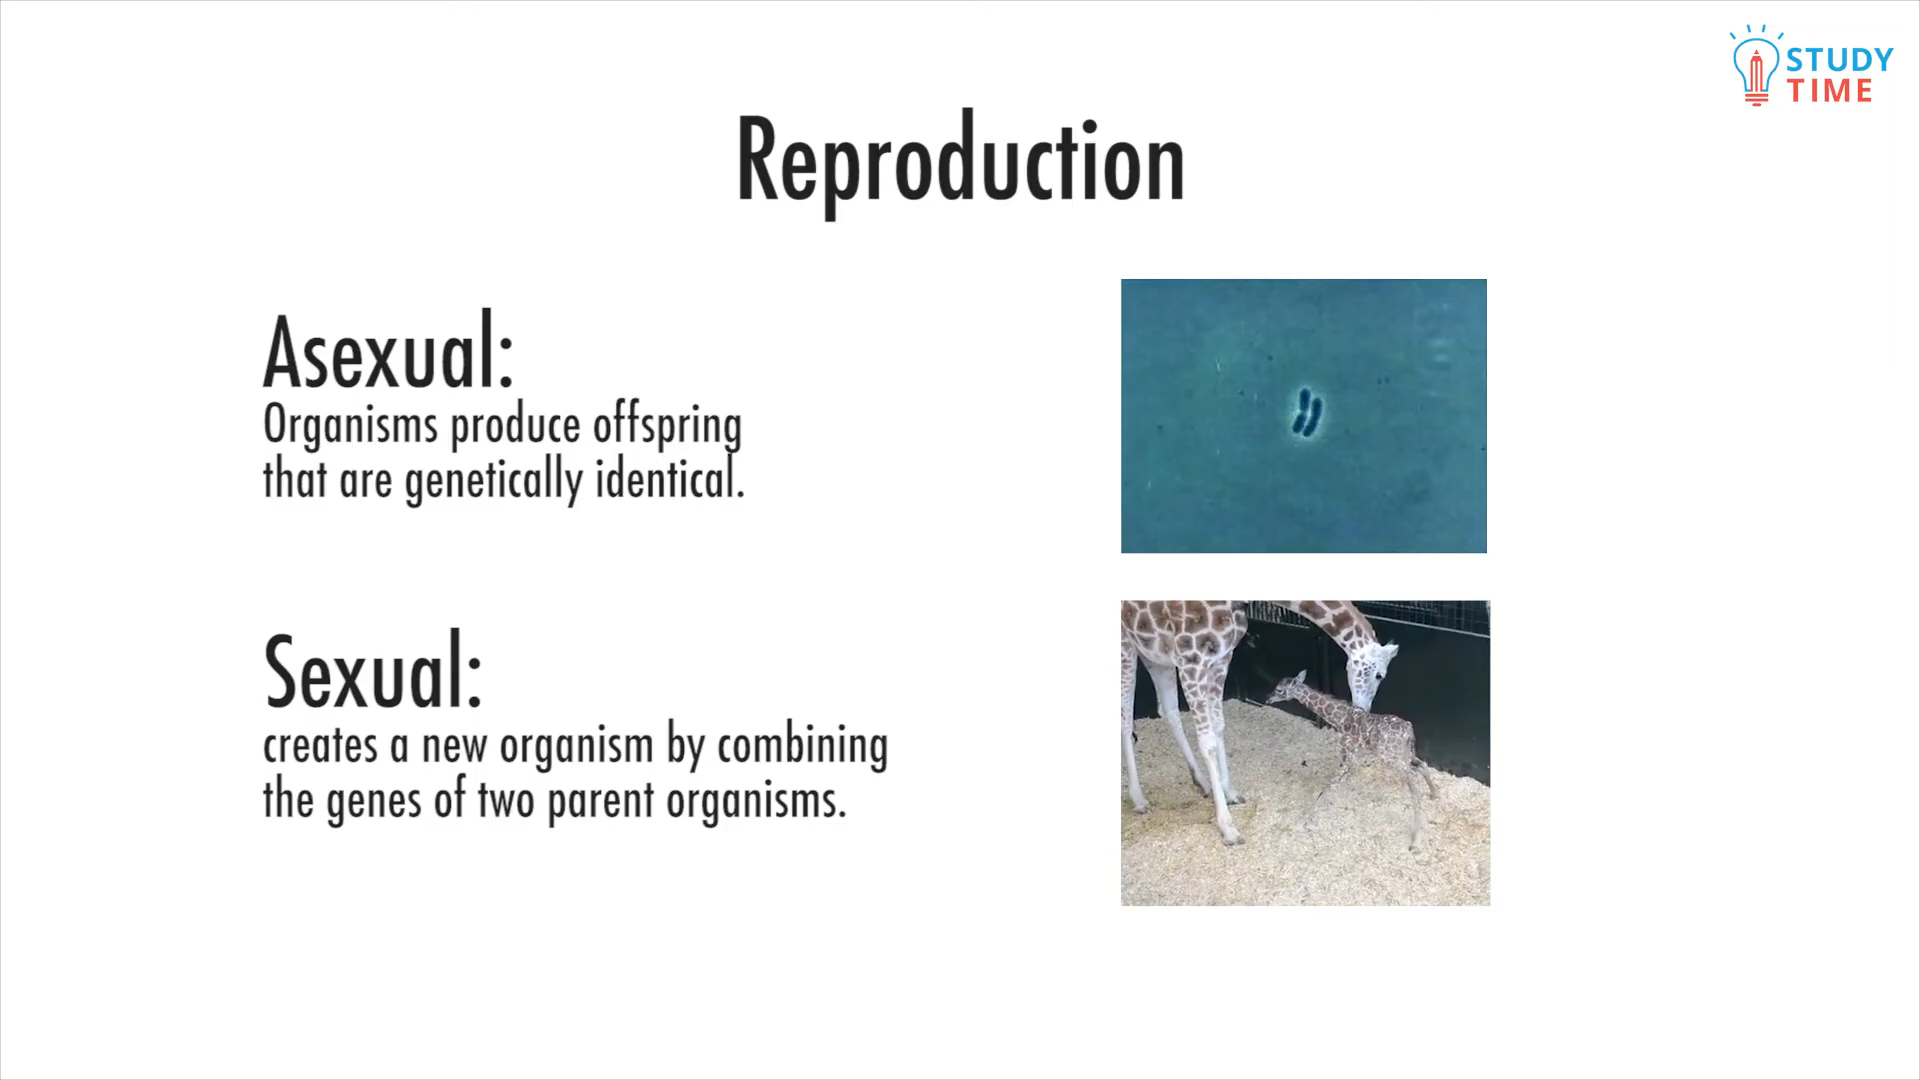 STUDY
TIME
Reproduction
Asexual:
Organisms produce offspring
that are genetically identical.
Sexual:
creates a new organism by combining
the genes of two parent organisms.